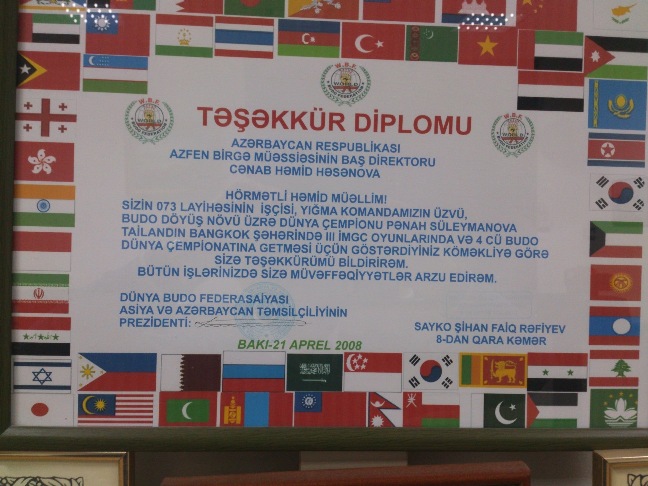 TƏŞƏKKÜR DİPLOMU
AZƏRBAYCAN RESPUBLİKASI
AZFEN BİRGƏ MÜƏSSİƏSİNİN BAŞ DİREKTORU
CƏNAB HƏMİD HƏSƏNOVA
HÖRMƏTLİ HƏMİD MÜƏLLİM!
SİZİN 073 LAYİHƏSİNİN İŞÇİSİ, YIĞMA KOMANDAMIZIN ÜZVÜ,
BUDO DÖYÜŞ NÖVÜ ÜZRƏ DÜNYA ÇEMPİONU PƏNAH SÜLEYMANOVA
TAİLANDIN BANGKOK ŞƏHƏRİNDƏ III İMGC OYUNLARINDA VƏ 4 CÜ BUDO
DÜNYA ÇEMPİONATINA GETMƏSİ ÜÇÜN GÖSTƏRDİYİNİZ KÖMƏKLİYƏ GÖRƏ
SİZƏ TƏŞƏKKÜRÜMÜ BİLDİRİRƏM.
BÜTÜN İŞLƏRİNİZDƏ SİZƏ MÜVƏFFƏQİYYƏTLƏR ARZU EDİRƏM.
DÜNYA BUDO FEDERASAİYASI
ASİYA VƏ AZƏRBAYCAN TƏMSİLÇİLİYİNİN
PREZİDENTİ:
SAYKO ŞİHAN FAİQ RƏFİYEV
8-DAN QARA KƏMƏR
BAKI-21 APREL 2008